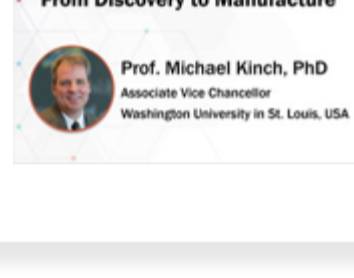 From Discovery to Manufacture
Prof. Michael Kinch, PhD
Associate Vice Chancellor
Washington University in St. Louis, USA